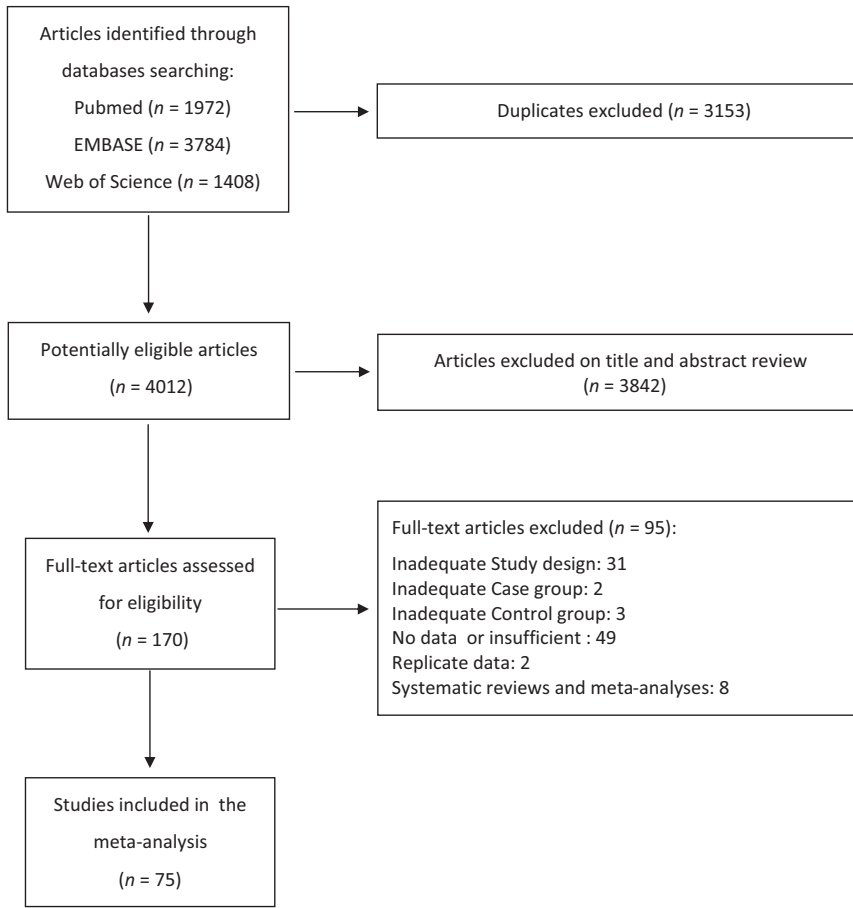 Articles identified through
databases searching:
Pubmed (n = 1972)
EMBASE (n = 3784)
Web of Science (n = 1408)
Duplicates excluded (n = 3153)
Potentially eligible articles
(n = 4012)
Articles excluded on title and abstract review
(n = 3842)
Full-text articles assessed
for eligibility
(n = 170)
Full-text articles excluded (n = 95):
Inadequate Study design: 31
Inadequate Case group: 2
Inadequate Control group: 3
No data or insufficient : 49
Replicate data: 2
Systematic reviews and meta-analyses: 8
Studies included in the
meta-analysis
(n = 75)